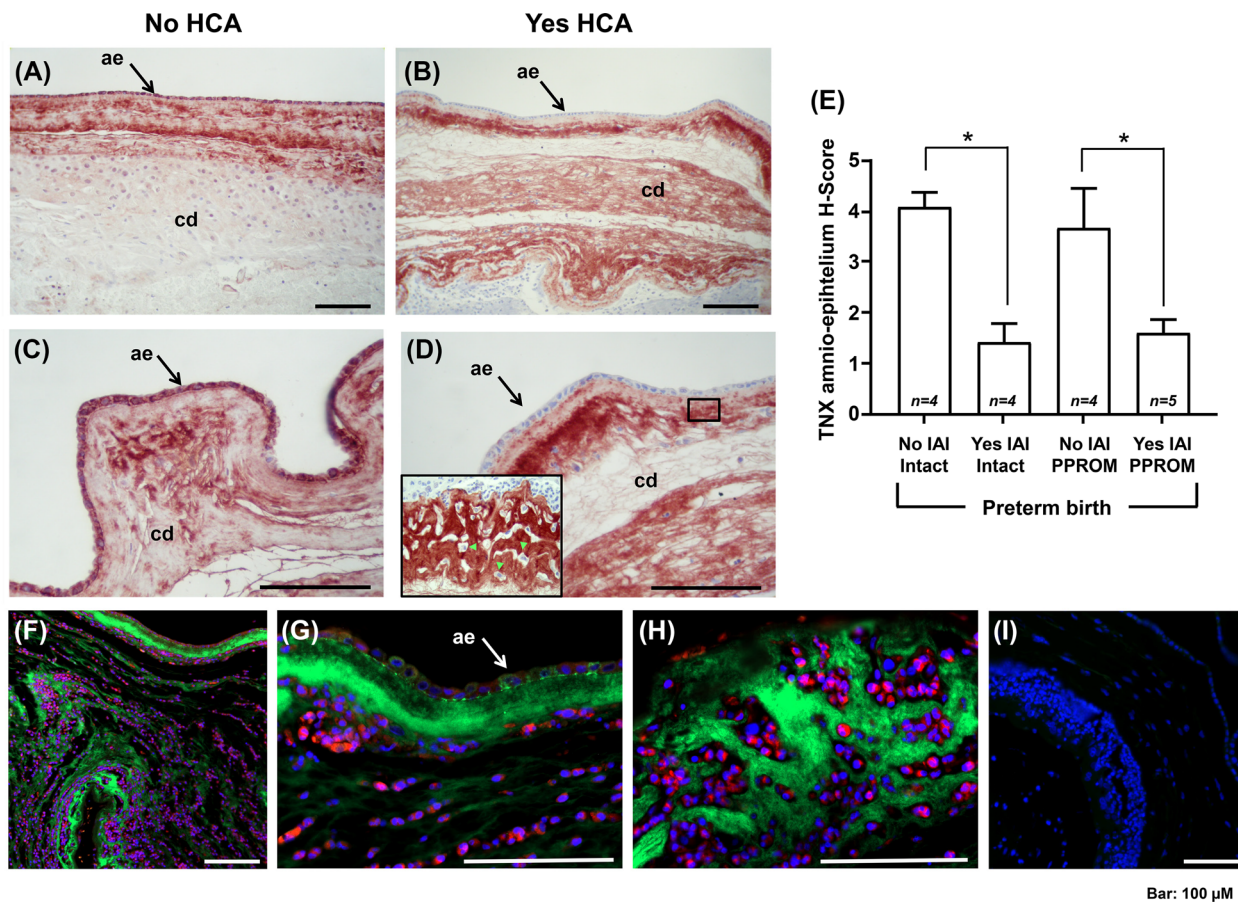 No HCA
Yes HCA
(A)
ae
cd
(B)
ae
cd
(C)
ae
cd
(D)
ae
cd
(E)
TNX amnio-epihtelium H-Score
5
4
3
2
1
0
*
*
n=4
n=4
n=4
n=5
No IAI
Intact
Yes IAI
Intact
No IAI
PPROM
Yes IAI
PPROM
Preterm birth
(F)
(G)
ae
(H)
(I)
Bar: 100 µM